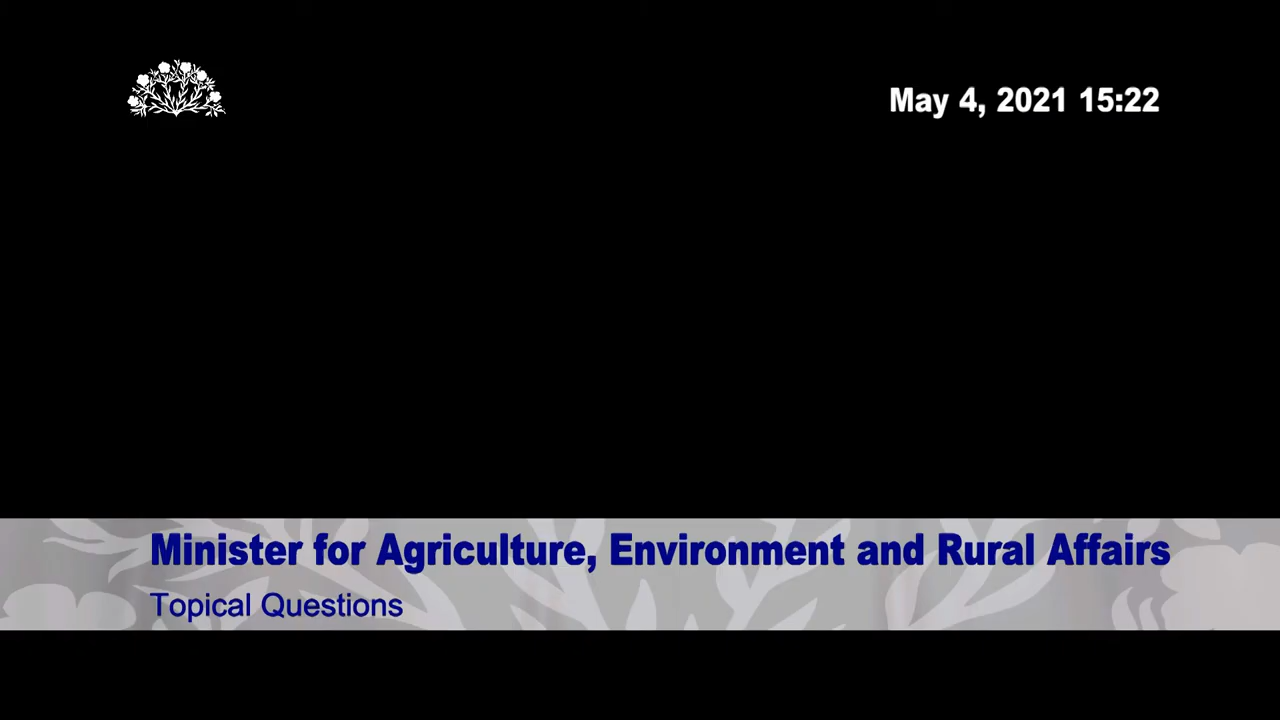 May 4, 2021 15:22
Minister for Agriculture, Environment and Rural Affairs
Topical Questions